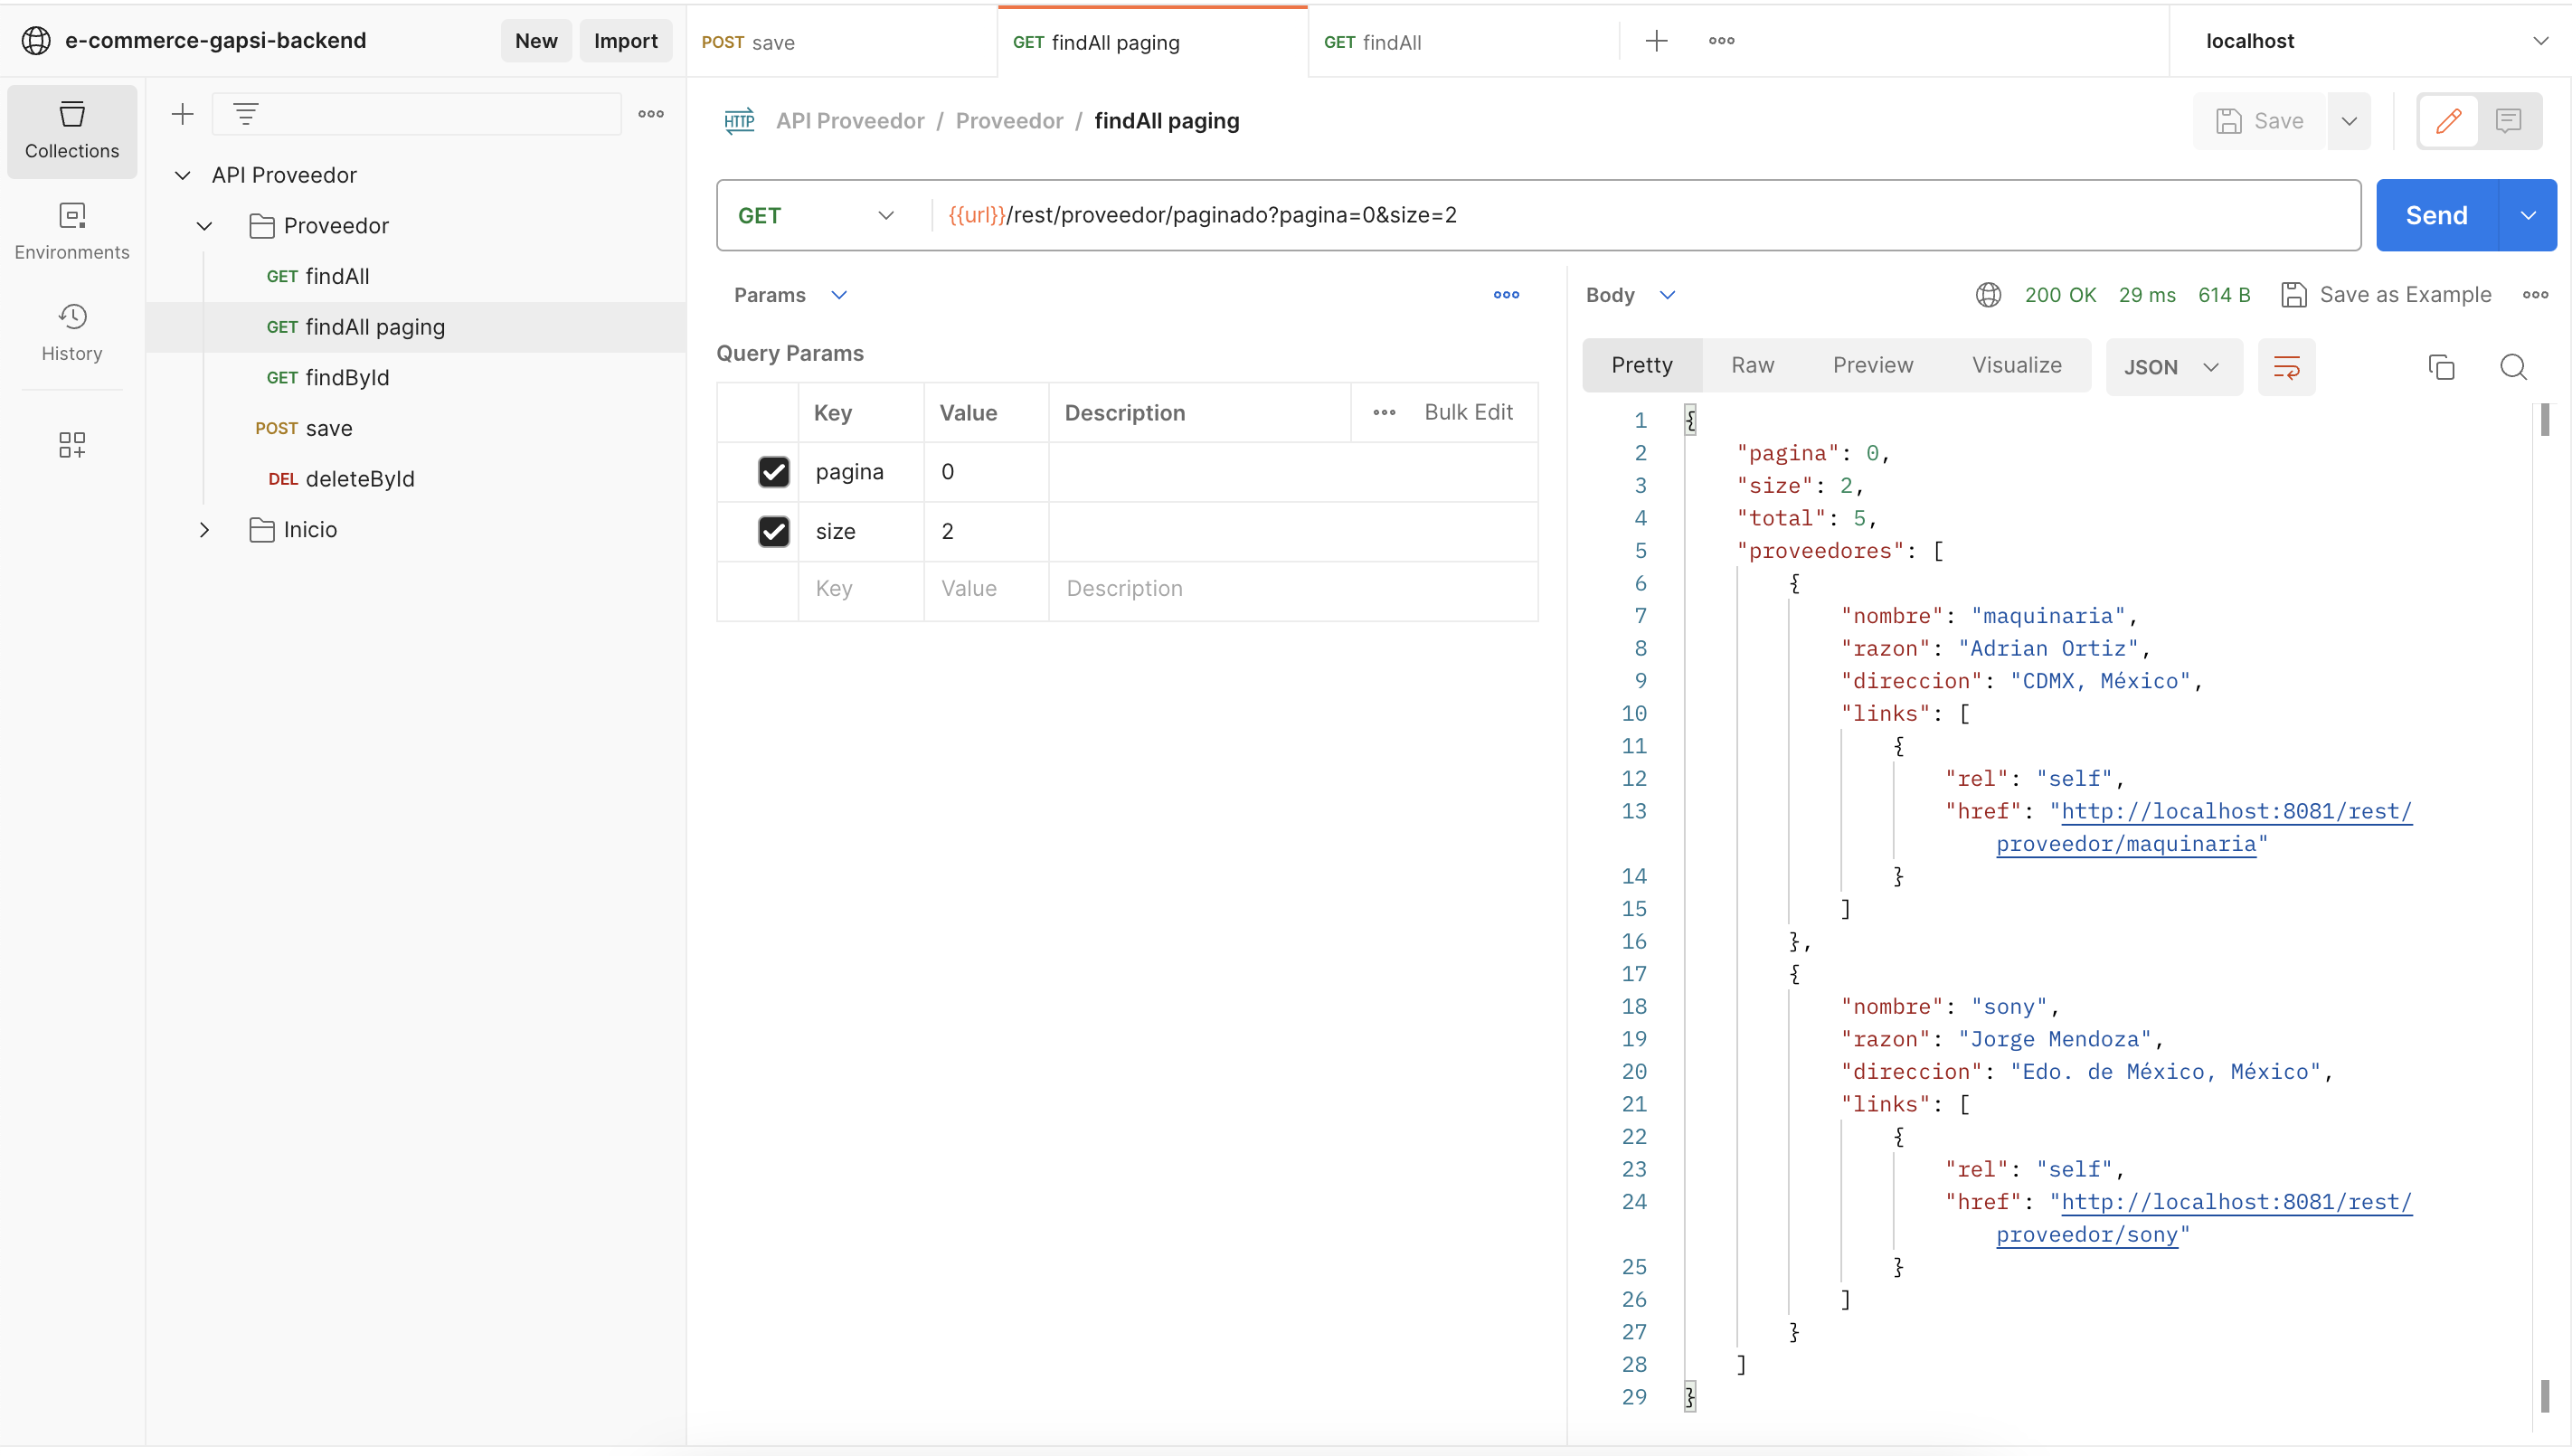 e-commerce-gapsi-backend
New
Import
POST save
GET findAll paging
GET findAll
localhost
Collections
Environments
History
API Proveedor
Proveedor
GET findAll
GET findAll paging
GET findById
POST save
DEL deleteById
Inicio
HTTP
API Proveedor / Proveedor / findAll paging
Save
GET
{{url}}/rest/proveedor/paginado?pagina=0&size=2
Send
Params
Query Params
Key Value Description Bulk Edit
pagina 0
size 2
Key Value Description
Body
200 OK 29 ms 614 B Save as Example
Pretty Raw Preview Visualize JSON
1 {
2 "pagina": 0,
3 "size": 2,
4 "total": 5,
5 "proveedores": [
6 {
7 "nombre": "maquinaria",
8 "razon": "Adrian Ortiz",
9 "direccion": "CDMX, México",
10 "links": [
11 {
12 "rel": "self",
13 "href": "http://localhost:8081/rest/
proveedor/maquinaria"
14 }
15 ]
16 },
17 {
18 "nombre": "sony",
19 "razon": "Jorge Mendoza",
20 "direccion": "Edo. de México, México",
21 "links": [
22 {
23 "rel": "self",
24 "href": "http://localhost:8081/rest/
proveedor/sony"
25 }
26 ]
27 }
28 ]
29 }